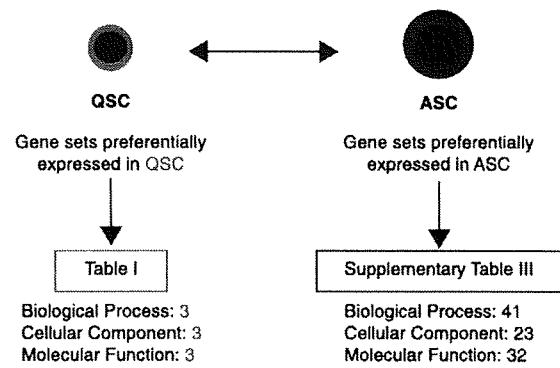 QSC
ASC
Gene sets preferentially
expressed in QSC
Gene sets preferentially
expressed in ASC
Table I
Supplementary Table III
Biological Process: 3
Cellular Component: 3
Molecular Function: 3
Biological Process: 41
Cellular Component: 23
Molecular Function: 32